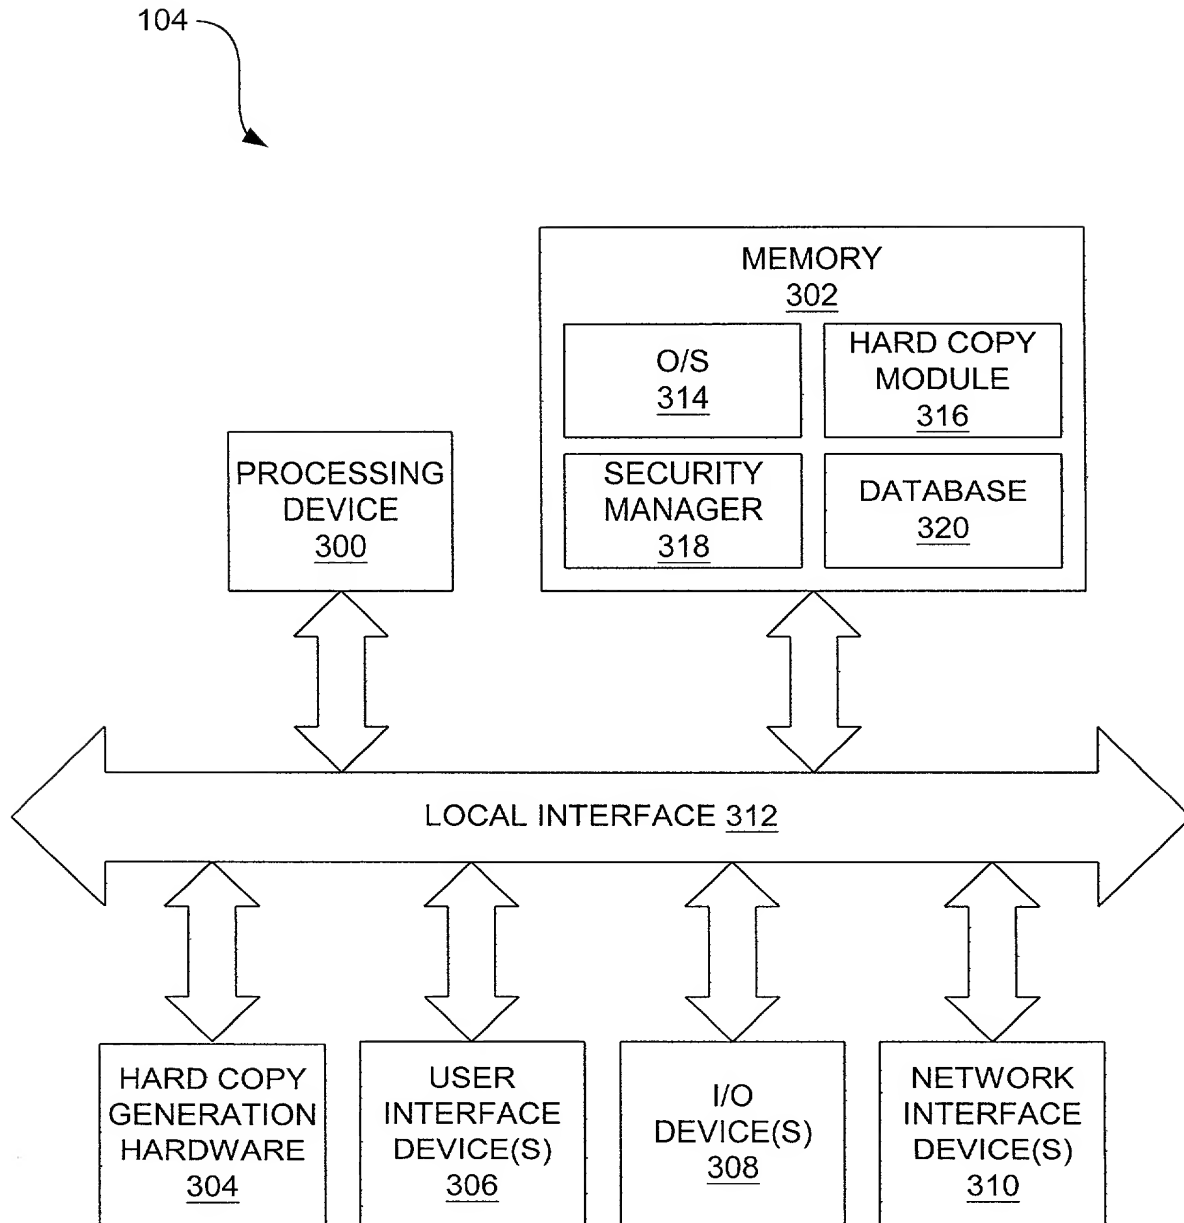 104
MEMORY
302
O/S
314
HARD COPY
MODULE
316
SECURITY
MANAGER
318
DATABASE
320
PROCESSING
DEVICE
300
LOCAL INTERFACE 312
HARD COPY
GENERATION
HARDWARE
304
USER
INTERFACE
DEVICE(S)
306
I/O
DEVICE(S)
308
NETWORK
INTERFACE
DEVICE(S)
310